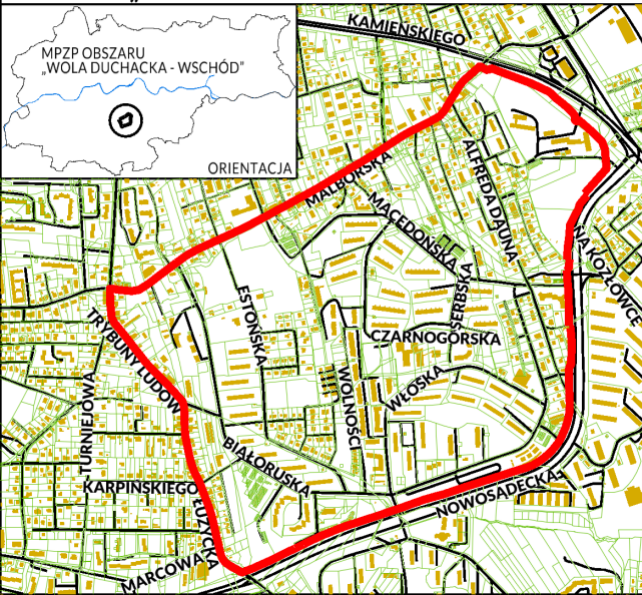 MPZP OBSZARU
„WOLA DUCHACKA - WSCHÓD”
ORIENTACJA
KAMIEŃSKIEGO
MALBORSKA
ALFREDA DAUNA
MACEDOŃSKA
SERBSKA
NA KOZŁÓWCE
ESTOŃSKA
CZARNOGÓRSKA
TRYBUNY LUDÓW
WŁOSKA
WOLNOŚCI
TURNIEJOWA
BIAŁORUSKA
KARPIŃSKIEGO
ŁUŻYCKA
NOWOSĄDECKA
MARCOWA